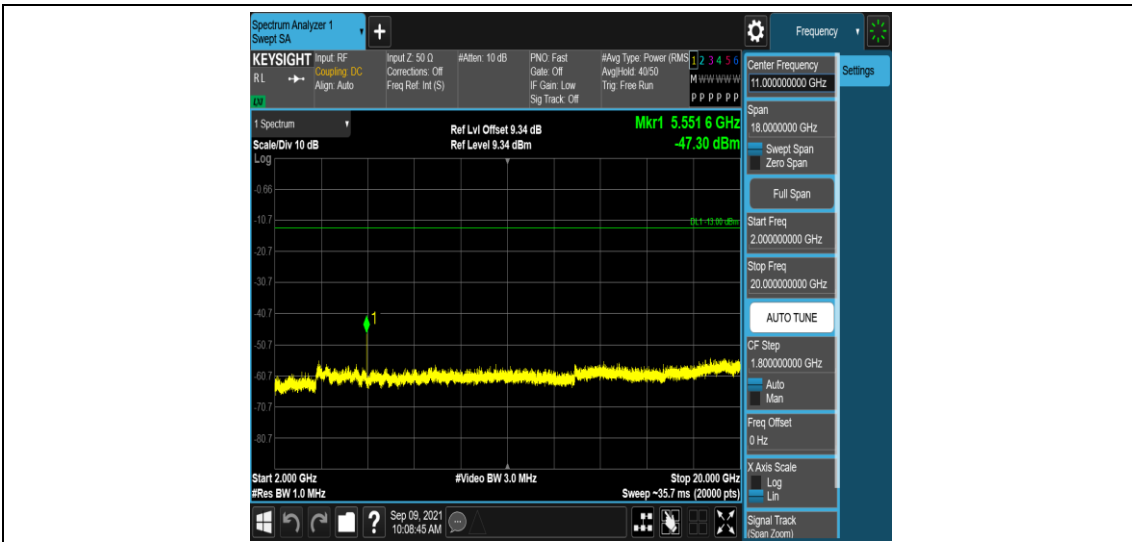 Spectrum Analyzer 1
Swept SA
Frequency
KEYSIGHT
RL
Input: RF
Coupling: DC
Align: Auto
Input Z: 50 Ω
Corrections: Off
Freq Ref: Int (S)
#Atten: 10 dB
PNO: Fast
Gate: Off
IF Gain: Low
Sig Track: Off
#Avg Type: Power (RMS
Avg|Hold: 40/50
Trig: Free Run
1 2 3 4 5 6
M W W W W W
P P P P P P
1 Spectrum
Scale/Div 10 dB
Ref Lvl Offset 9.34 dB
Ref Level 9.34 dBm
Mkr1 5.551 6 GHz
-47.30 dBm
Log
-0.66
-10.7
DL1 -13.00 dBm
-20.7
-30.7
-40.7
1
-50.7
-60.7
-70.7
-80.7
Start 2.000 GHz
#Res BW 1.0 MHz
#Video BW 3.0 MHz
Stop 20.000 GHz
Sweep ~35.7 ms (20000 pts)
Sep 09, 2021
10:08:45 AM
Center Frequency
11.000000000 GHz
Settings
Span
18.0000000 GHz
Swept Span
Zero Span
Full Span
Start Freq
2.000000000 GHz
Stop Freq
20.000000000 GHz
AUTO TUNE
CF Step
1.800000000 GHz
Auto
Man
Freq Offset
0 Hz
X Axis Scale
Log
Lin
Signal Track
(Span Zoom)